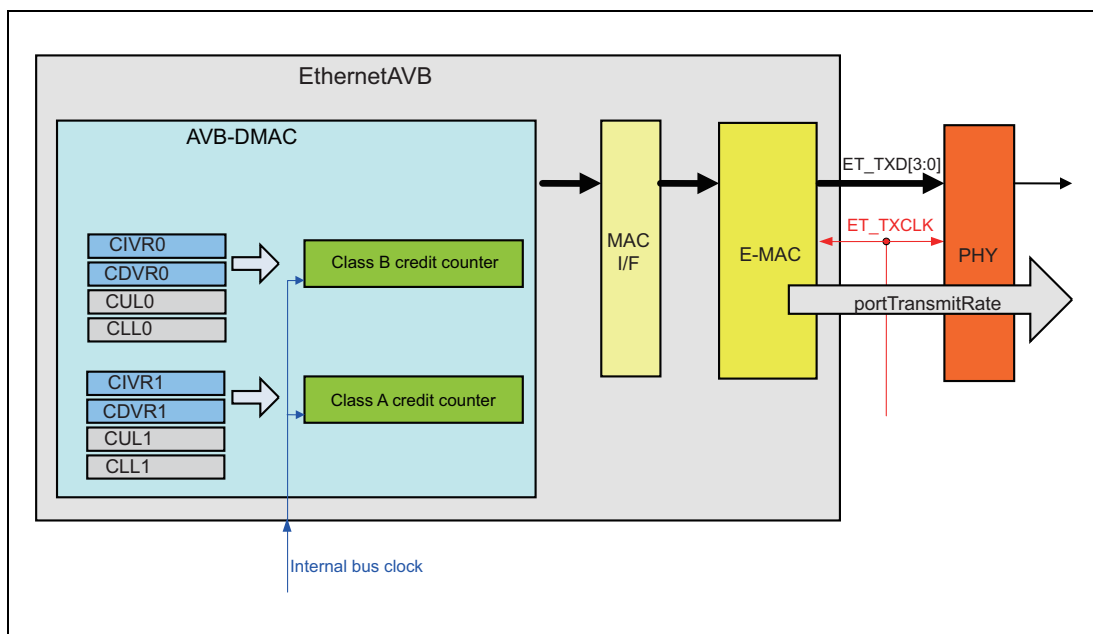 EthernetAVB
AVB-DMAC
CIVR0
CDVR0
CUL0
CLL0
Class B credit counter
CIVR1
CDVR1
CUL1
CLL1
Class A credit counter
MAC
I/F
E-MAC
ET_TXD[3:0]
ET_TXCLK
PHY
portTransmitRate
Internal bus clock